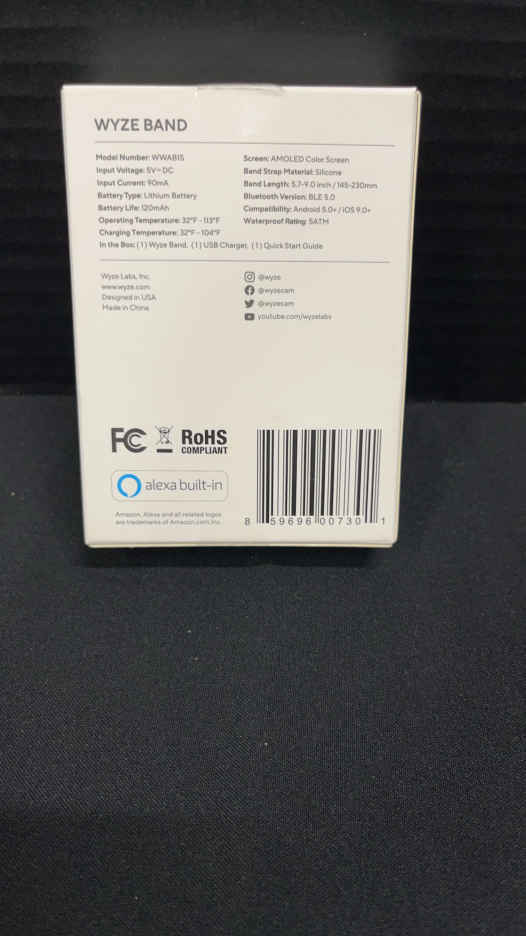 WYZE BAND
Model Number: WWAB1S
Input Voltage: 5V⎓DC
Input Current: 90mA
Battery Type: Lithium Battery
Battery Life: 120mAh
Operating Temperature: 32°F - 113°F
Charging Temperature: 32°F - 104°F
In the Box: (1) Wyze Band, (1) USB Charger, (1) Quick Start Guide
Screen: AMOLED Color Screen
Band Strap Material: Silicone
Band Length: 5.7-9.0 inch / 145-230mm
Bluetooth Version: BLE 5.0
Compatibility: Android 5.0+ / iOS 9.0+
Waterproof Rating: 5ATM
Wyze Labs, Inc.
www.wyze.com
Designed in USA
Made in China
@wyze
@wyzecam
@wyzecam
youtube.com/wyzelabs
FC
RoHS
COMPLIANT
alexa built-in
Amazon, Alexa and all related logos
are trademarks of Amazon.com, Inc.
8 59696 00730 1